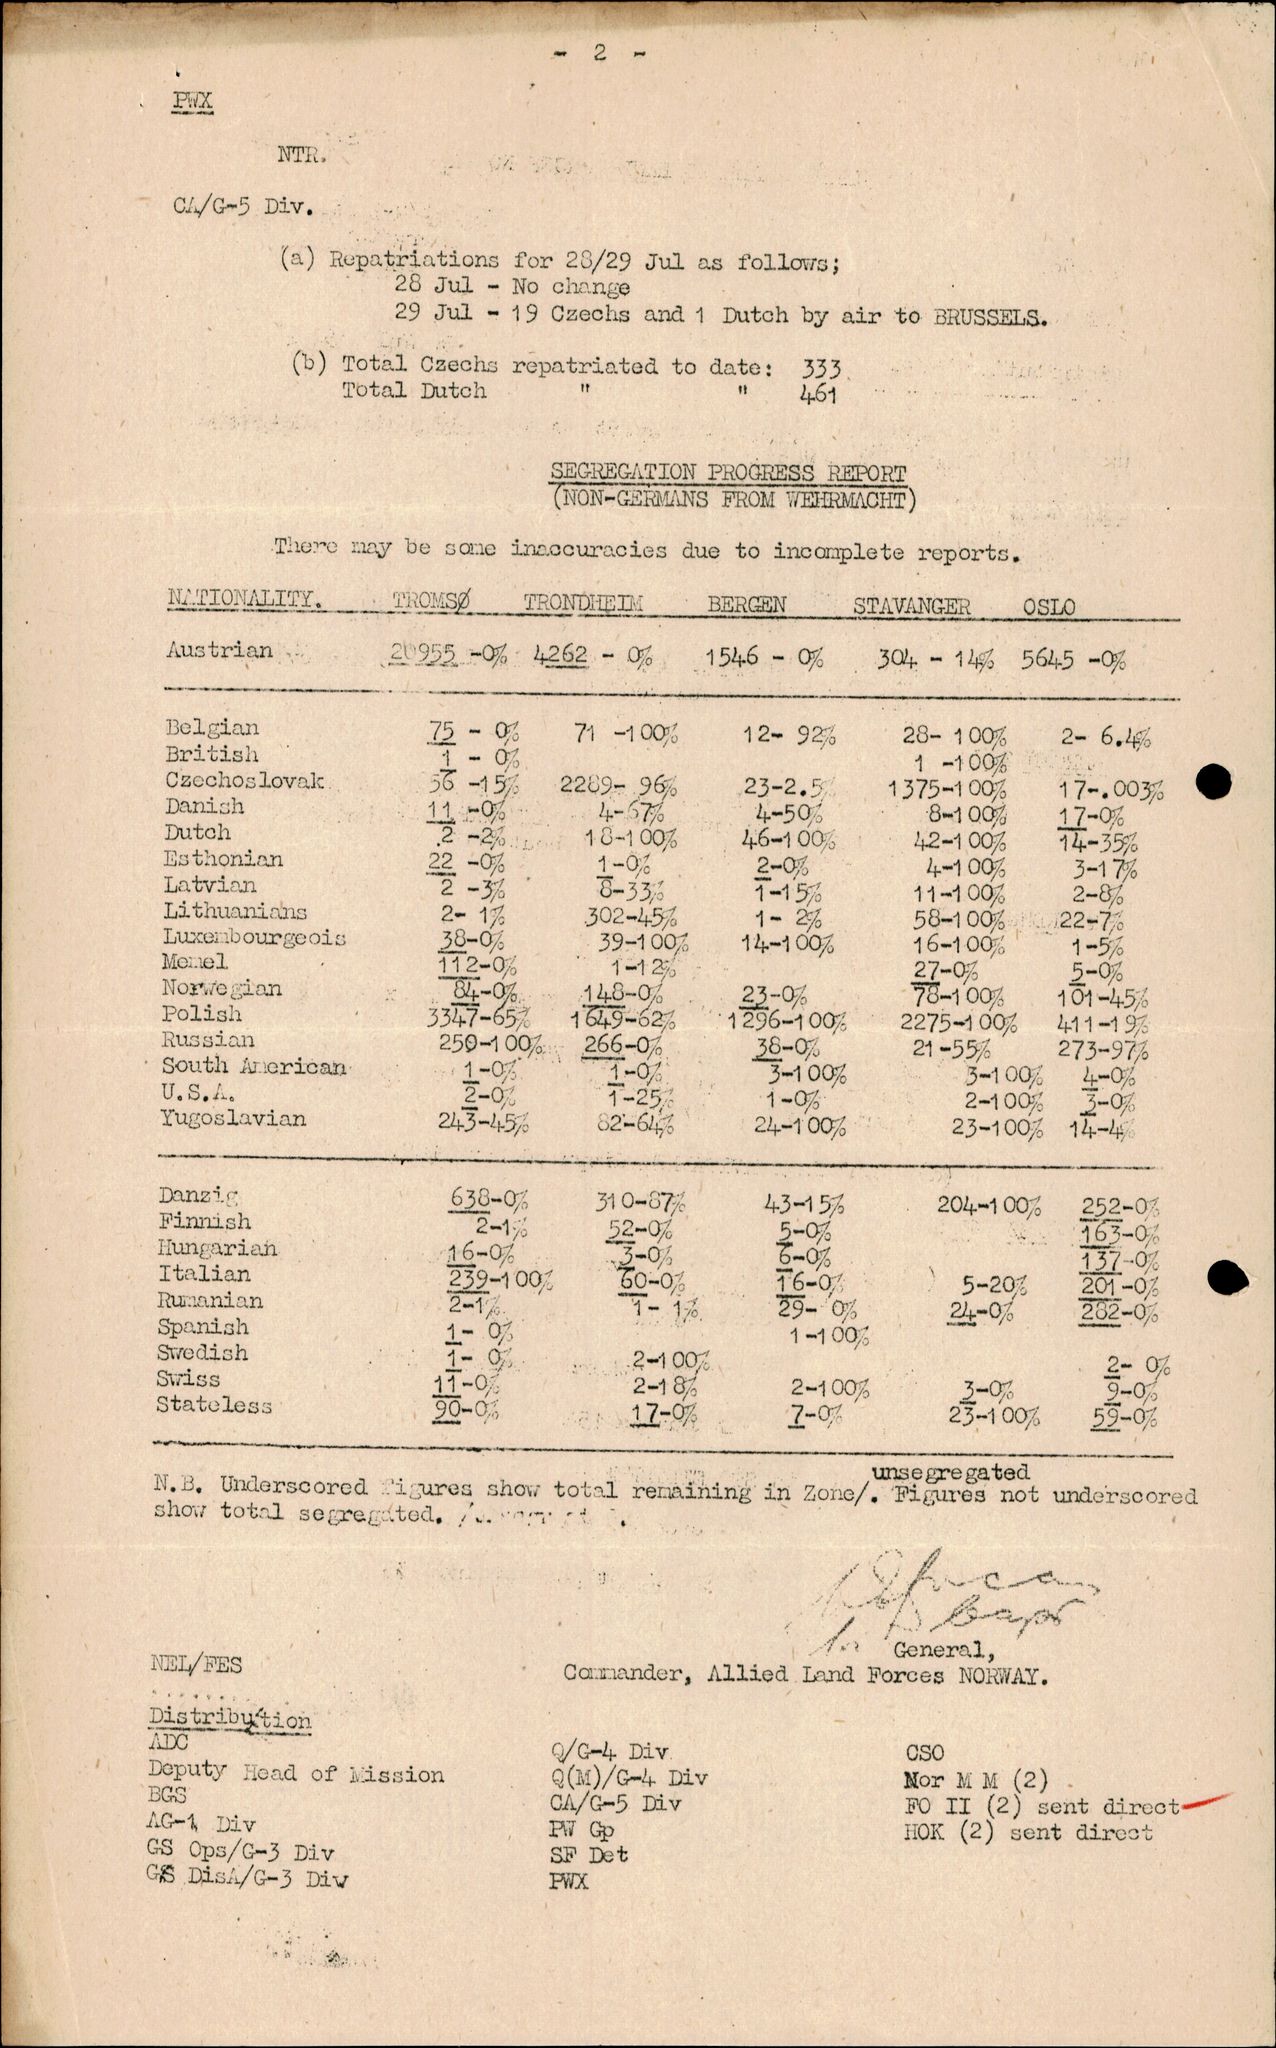 - 2 -
PWX
NTR.
CA/G-5 Div.
(a) Repatriations for 28/29 Jul as follows;
28 Jul - No change
29 Jul - 19 Czechs and 1 Dutch by air to BRUSSELS.
(b) Total Czechs repatriated to date: 333
Total Dutch " " 461
SEGREGATION PROGRESS REPORT
(NON-GERMANS FROM WEHRMACHT)
There may be some inaccuracies due to incomplete reports.
NATIONALITY. TROMSØ TRONDHEIM BERGEN STAVANGER OSLO
Austrian 20955 -0% 4262 - 0% 1546 - 0% 304 - 14% 5645 -0%
Belgian 75 - 0% 71 -100% 12- 92% 28- 100% 2- 6.4%
British 1 - 0% 1 -100%
Czechoslovak 56 -15% 2289- 96% 23-2.5% 1375-100% 17-.003%
Danish 11 -0% 4-67% 4-50% 8-100% 17-0%
Dutch 2 -2% 18-100% 46-100% 42-100% 14-35%
Esthonian 22 -0% 1-0% 2-0% 4-100% 3-17%
Latvian 2 -3% 8-33% 1-15% 11-100% 2-8%
Lithuanians 2- 1% 302-45% 1- 2% 58-100% 22-7%
Luxembourgeois 38-0% 39-100% 14-100% 16-100% 1-5%
Memel 112-0% 1-12% 27-0% 5-0%
Norwegian 84-0% 148-0% 23-0% 78-100% 101-45%
Polish 3347-65% 1649-62% 1296-100% 2275-100% 411-19%
Russian 250-100% 266-0% 38-0% 21-55% 273-97%
South American 1-0% 1-0% 3-100% 3-100% 4-0%
U.S.A. 2-0% 1-25% 1-0% 2-100% 3-0%
Yugoslavian 243-45% 82-64% 24-100% 23-100% 14-4%
Danzig 638-0% 310-87% 43-15% 204-100% 252-0%
Finnish 2-1% 52-0% 5-0% 163-0%
Hungarian 16-0% 3-0% 6-0% 137-0%
Italian 239-100% 60-0% 16-0% 5-20% 201-0%
Rumanian 2-1% 1- 1% 29- 0% 24-0% 282-0%
Spanish 1- 0% 1-100%
Swedish 1- 0% 2-100% 2- 0%
Swiss 11-0% 2-18% 2-100% 3-0% 9-0%
Stateless 90-0% 17-0% 7-0% 23-100% 59-0%
unsegregated
N.B. Underscored figures show total remaining in Zone/. Figures not underscored
show total segregated.
Capt
General,
NEL/FES Commander, Allied Land Forces NORWAY.
Distribution
ADC Q/G-4 Div CSO
Deputy Head of Mission Q(M)/G-4 Div Nor M M (2)
BGS CA/G-5 Div FO II (2) sent direct
AG-1 Div PW Gp HOK (2) sent direct
GS Ops/G-3 Div SF Det
GS DisA/G-3 Div PWX